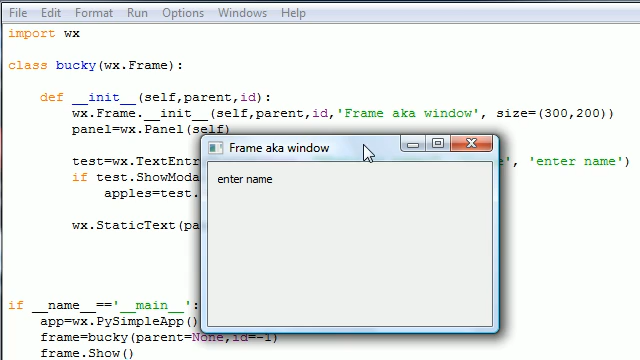 File Edit Format Run Options Windows Help
import wx
class bucky(wx.Frame):
def __init__(self,parent,id):
wx.Frame.__init__(self,parent,id,'Frame aka window', size=(300,200))
panel=wx.Panel(self)
test=wx.TextEntr ', 'enter name')
if test.ShowModa
apples=test.
wx.StaticText(pa
Frame aka window
enter name
if __name__=='__main__':
app=wx.PySimpleApp()
frame=bucky(parent=None,id=-1)
frame.Show()